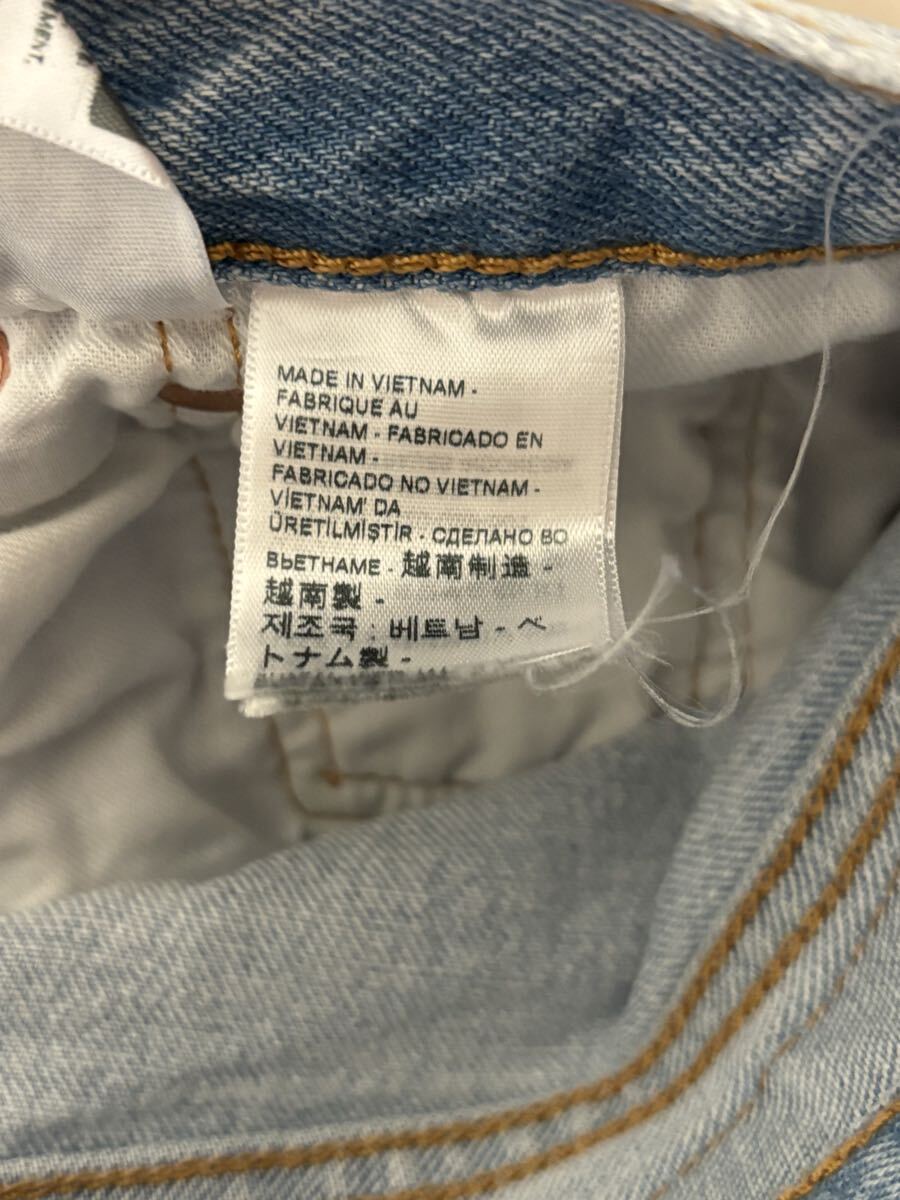 MENT,
MADE IN VIETNAM -
FABRIQUE AU
VIETNAM - FABRICADO EN
VIETNAM -
FABRICADO NO VIETNAM -
VİETNAM' DA
ÜRETİLMİŞTİR - СДЕЛАНО ВО
ВЬЕТНАМЕ - 越南制造 -
越南製 -
제조국 : 베트남 - ベ
トナム製 -